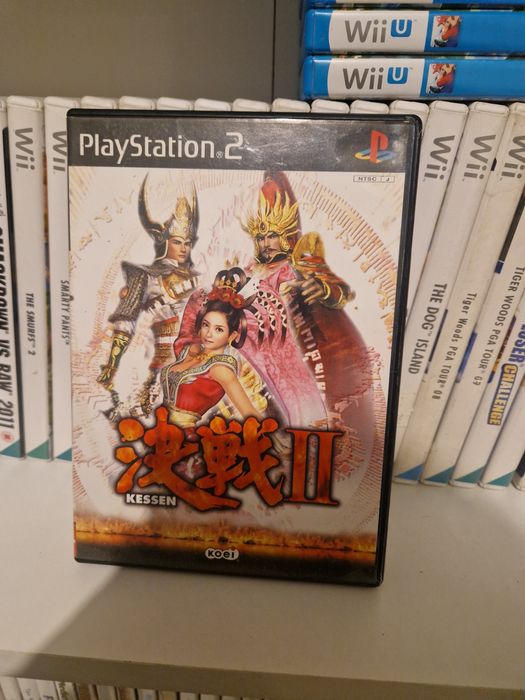 Wii U
Wii U
PlayStation®2
NTSC J
決戦II
KESSEN
KOEI
Wii
Wii
SMACKDOWN VS RAW 2011
THE SMURFS 2
SMARTY PANTS
Wii
Wii
Wii
THE DOG ISLAND
Tiger Woods PGA TOUR 08
TIGER WOODS PGA TOUR 09
CHALLENGE